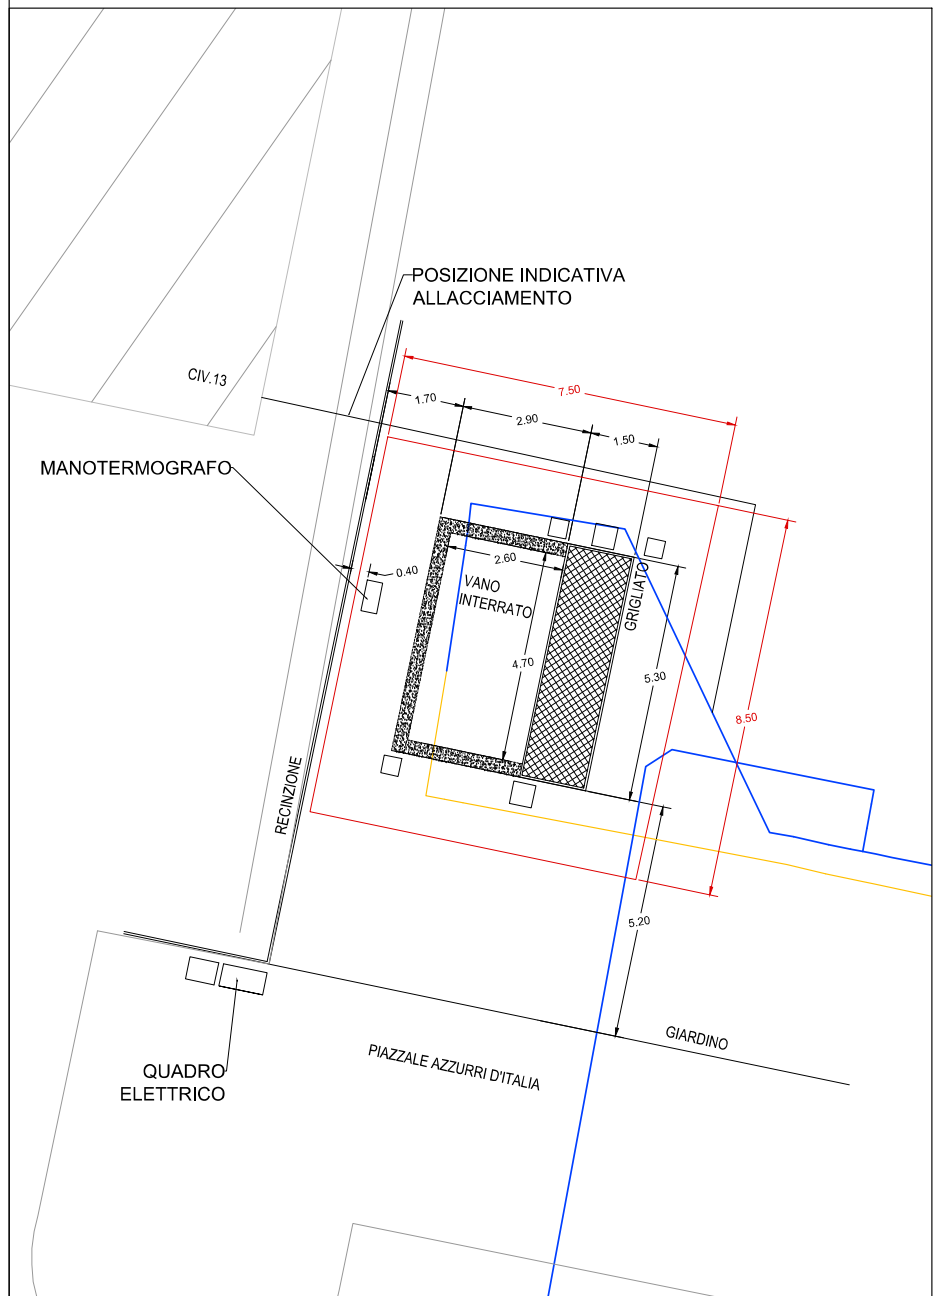 POSIZIONE INDICATIVA
ALLACCIAMENTO
CIV.13
7.50
1.70
2.90
1.50
MANOTERMOGRAFO
0.40
2.60
VANO
INTERRATO
GRIGLIATO
4.70
5.30
8.50
RECINZIONE
5.20
GIARDINO
PIAZZALE AZZURRI D'ITALIA
QUADRO
ELETTRICO